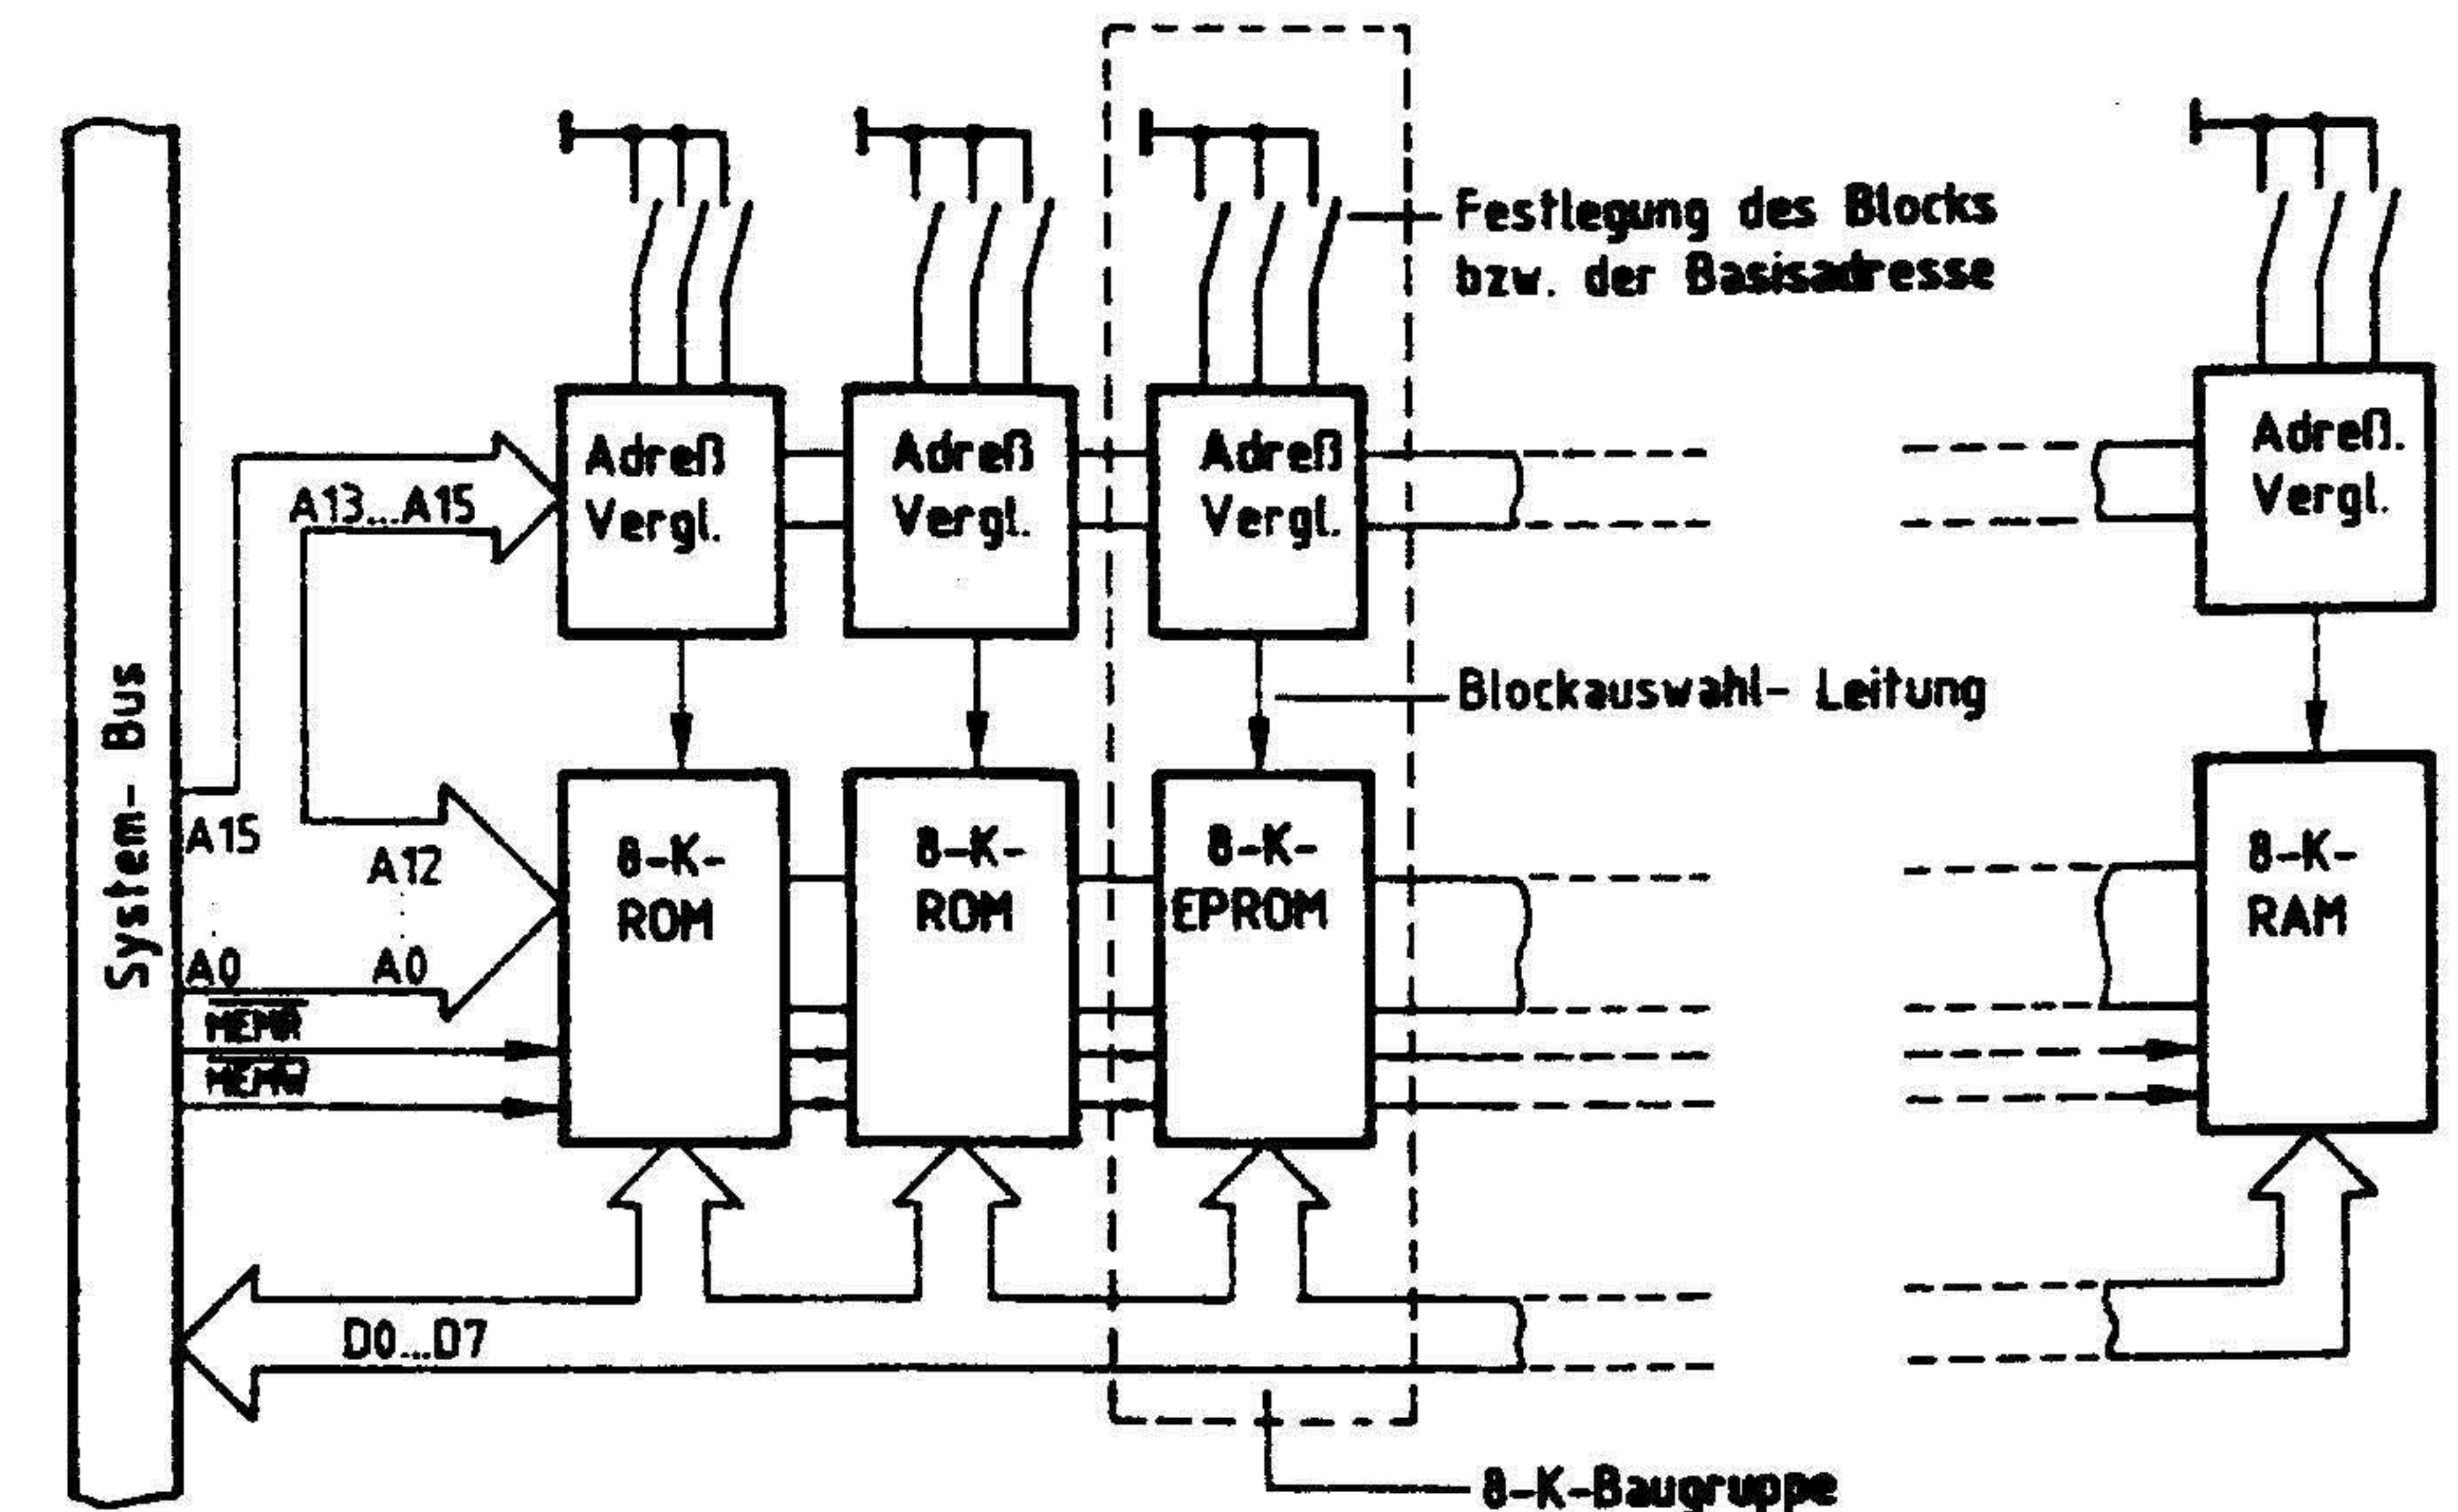 Festlegung des Blocks
bzw. der Basisadresse
Adreß
Vergl.
Adreß
Vergl.
Adreß
Vergl.
Adreß.
Vergl.
A13...A15
Blockauswahl- Leitung
System- Bus
A15
A12
A0
A0
MEMR
MEMW
8-K-
ROM
8-K-
ROM
8-K-
EPROM
8-K-
RAM
D0...D7
8-K-Baugruppe